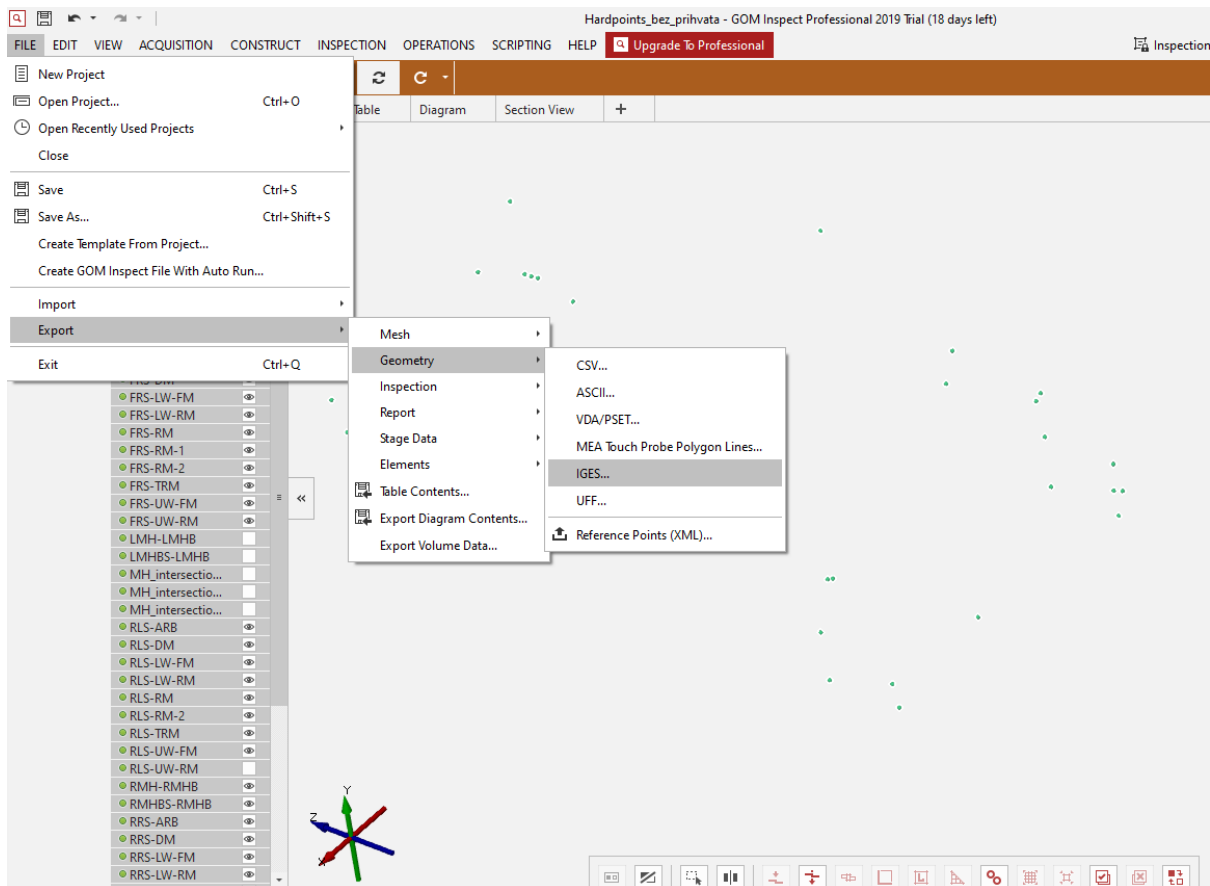 Hardpoints_bez_prihvata - GOM Inspect Professional 2019 Trial (18 days left)
FILE EDIT VIEW ACQUISITION CONSTRUCT INSPECTION OPERATIONS SCRIPTING HELP Upgrade To Professional Inspection
New Project
Open Project... Ctrl+O
Open Recently Used Projects
Close
Save Ctrl+S
Save As... Ctrl+Shift+S
Create Template From Project...
Create GOM Inspect File With Auto Run...
Import
Export
Exit Ctrl+Q
Table Diagram Section View +
Mesh
Geometry
Inspection
Report
Stage Data
Elements
Table Contents...
Export Diagram Contents...
Export Volume Data...
CSV...
ASCII...
VDA/PSET...
MEA Touch Probe Polygon Lines...
IGES...
UFF...
Reference Points (XML)...
FRS-DM
FRS-LW-FM
FRS-LW-RM
FRS-RM
FRS-RM-1
FRS-RM-2
FRS-TRM
FRS-UW-FM
FRS-UW-RM
LMH-LMHB
LMHBS-LMHB
MH_intersectio...
MH_intersectio...
MH_intersectio...
RLS-ARB
RLS-DM
RLS-LW-FM
RLS-LW-RM
RLS-RM
RLS-RM-2
RLS-TRM
RLS-UW-FM
RLS-UW-RM
RMH-RMHB
RMHBS-RMHB
RRS-ARB
RRS-DM
RRS-LW-FM
RRS-LW-RM
Y
Z
X